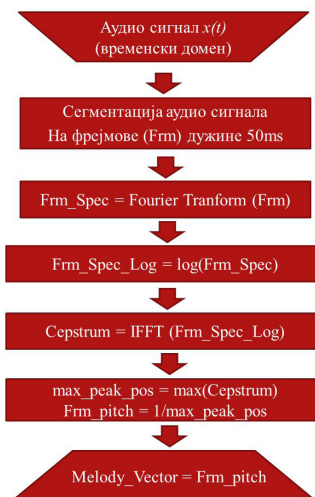 Аудио сигнал x(t)
(временски домен)
Сегментација аудио сигнала
На фрејмове (Frm) дужине 50ms
Frm_Spec = Fourier Tranform (Frm)
Frm_Spec_Log = log(Frm_Spec)
Cepstrum = IFFT (Frm_Spec_Log)
max_peak_pos = max(Cepstrum)
Frm_pitch = 1/max_peak_pos
Melody_Vector = Frm_pitch